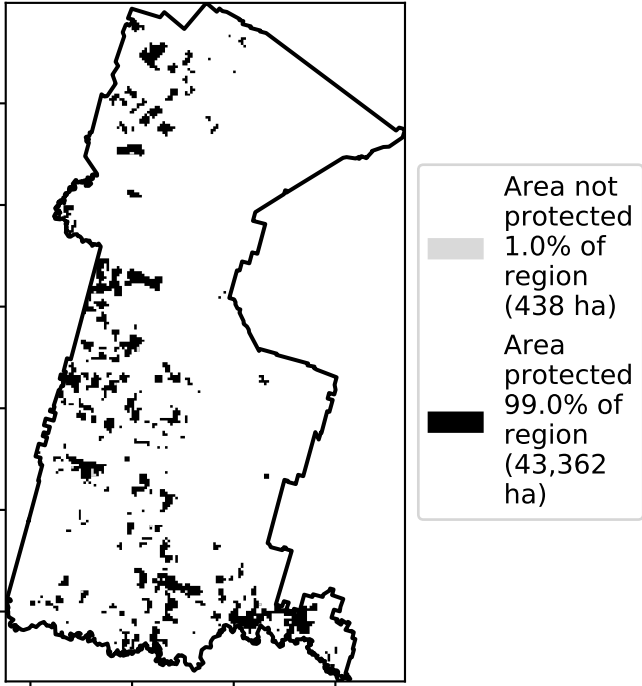 Area not
protected
1.0% of
region
(438 ha)
Area
protected
99.0% of
region
(43,362
ha)